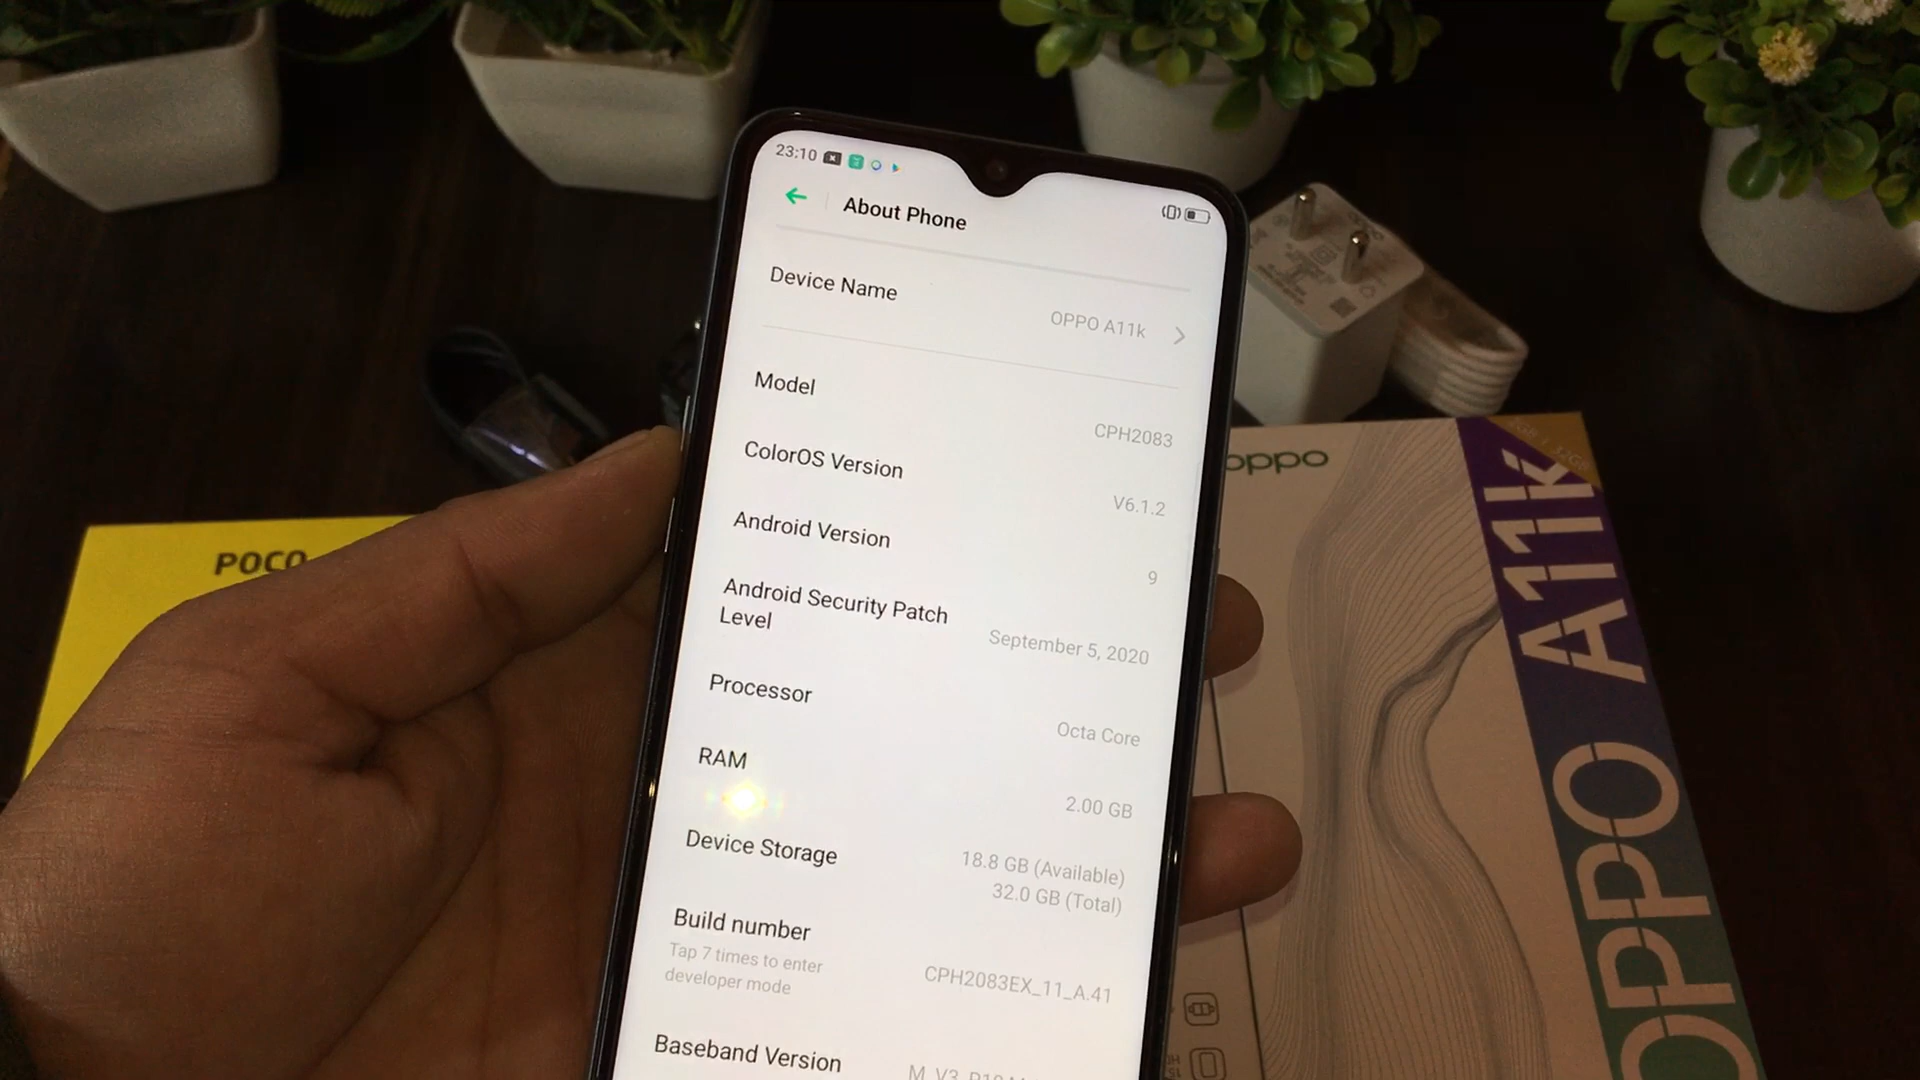 23:10
About Phone
Device Name
OPPO A11k
Model
CPH2083
ColorOS Version
V6.1.2
Android Version
9
Android Security Patch
Level
September 5, 2020
Processor
Octa Core
RAM
2.00 GB
Device Storage
18.8 GB (Available)
32.0 GB (Total)
Build number
Tap 7 times to enter
developer mode
CPH2083EX_11_A.41
Baseband Version
POCO
oppo
OPPO A11k